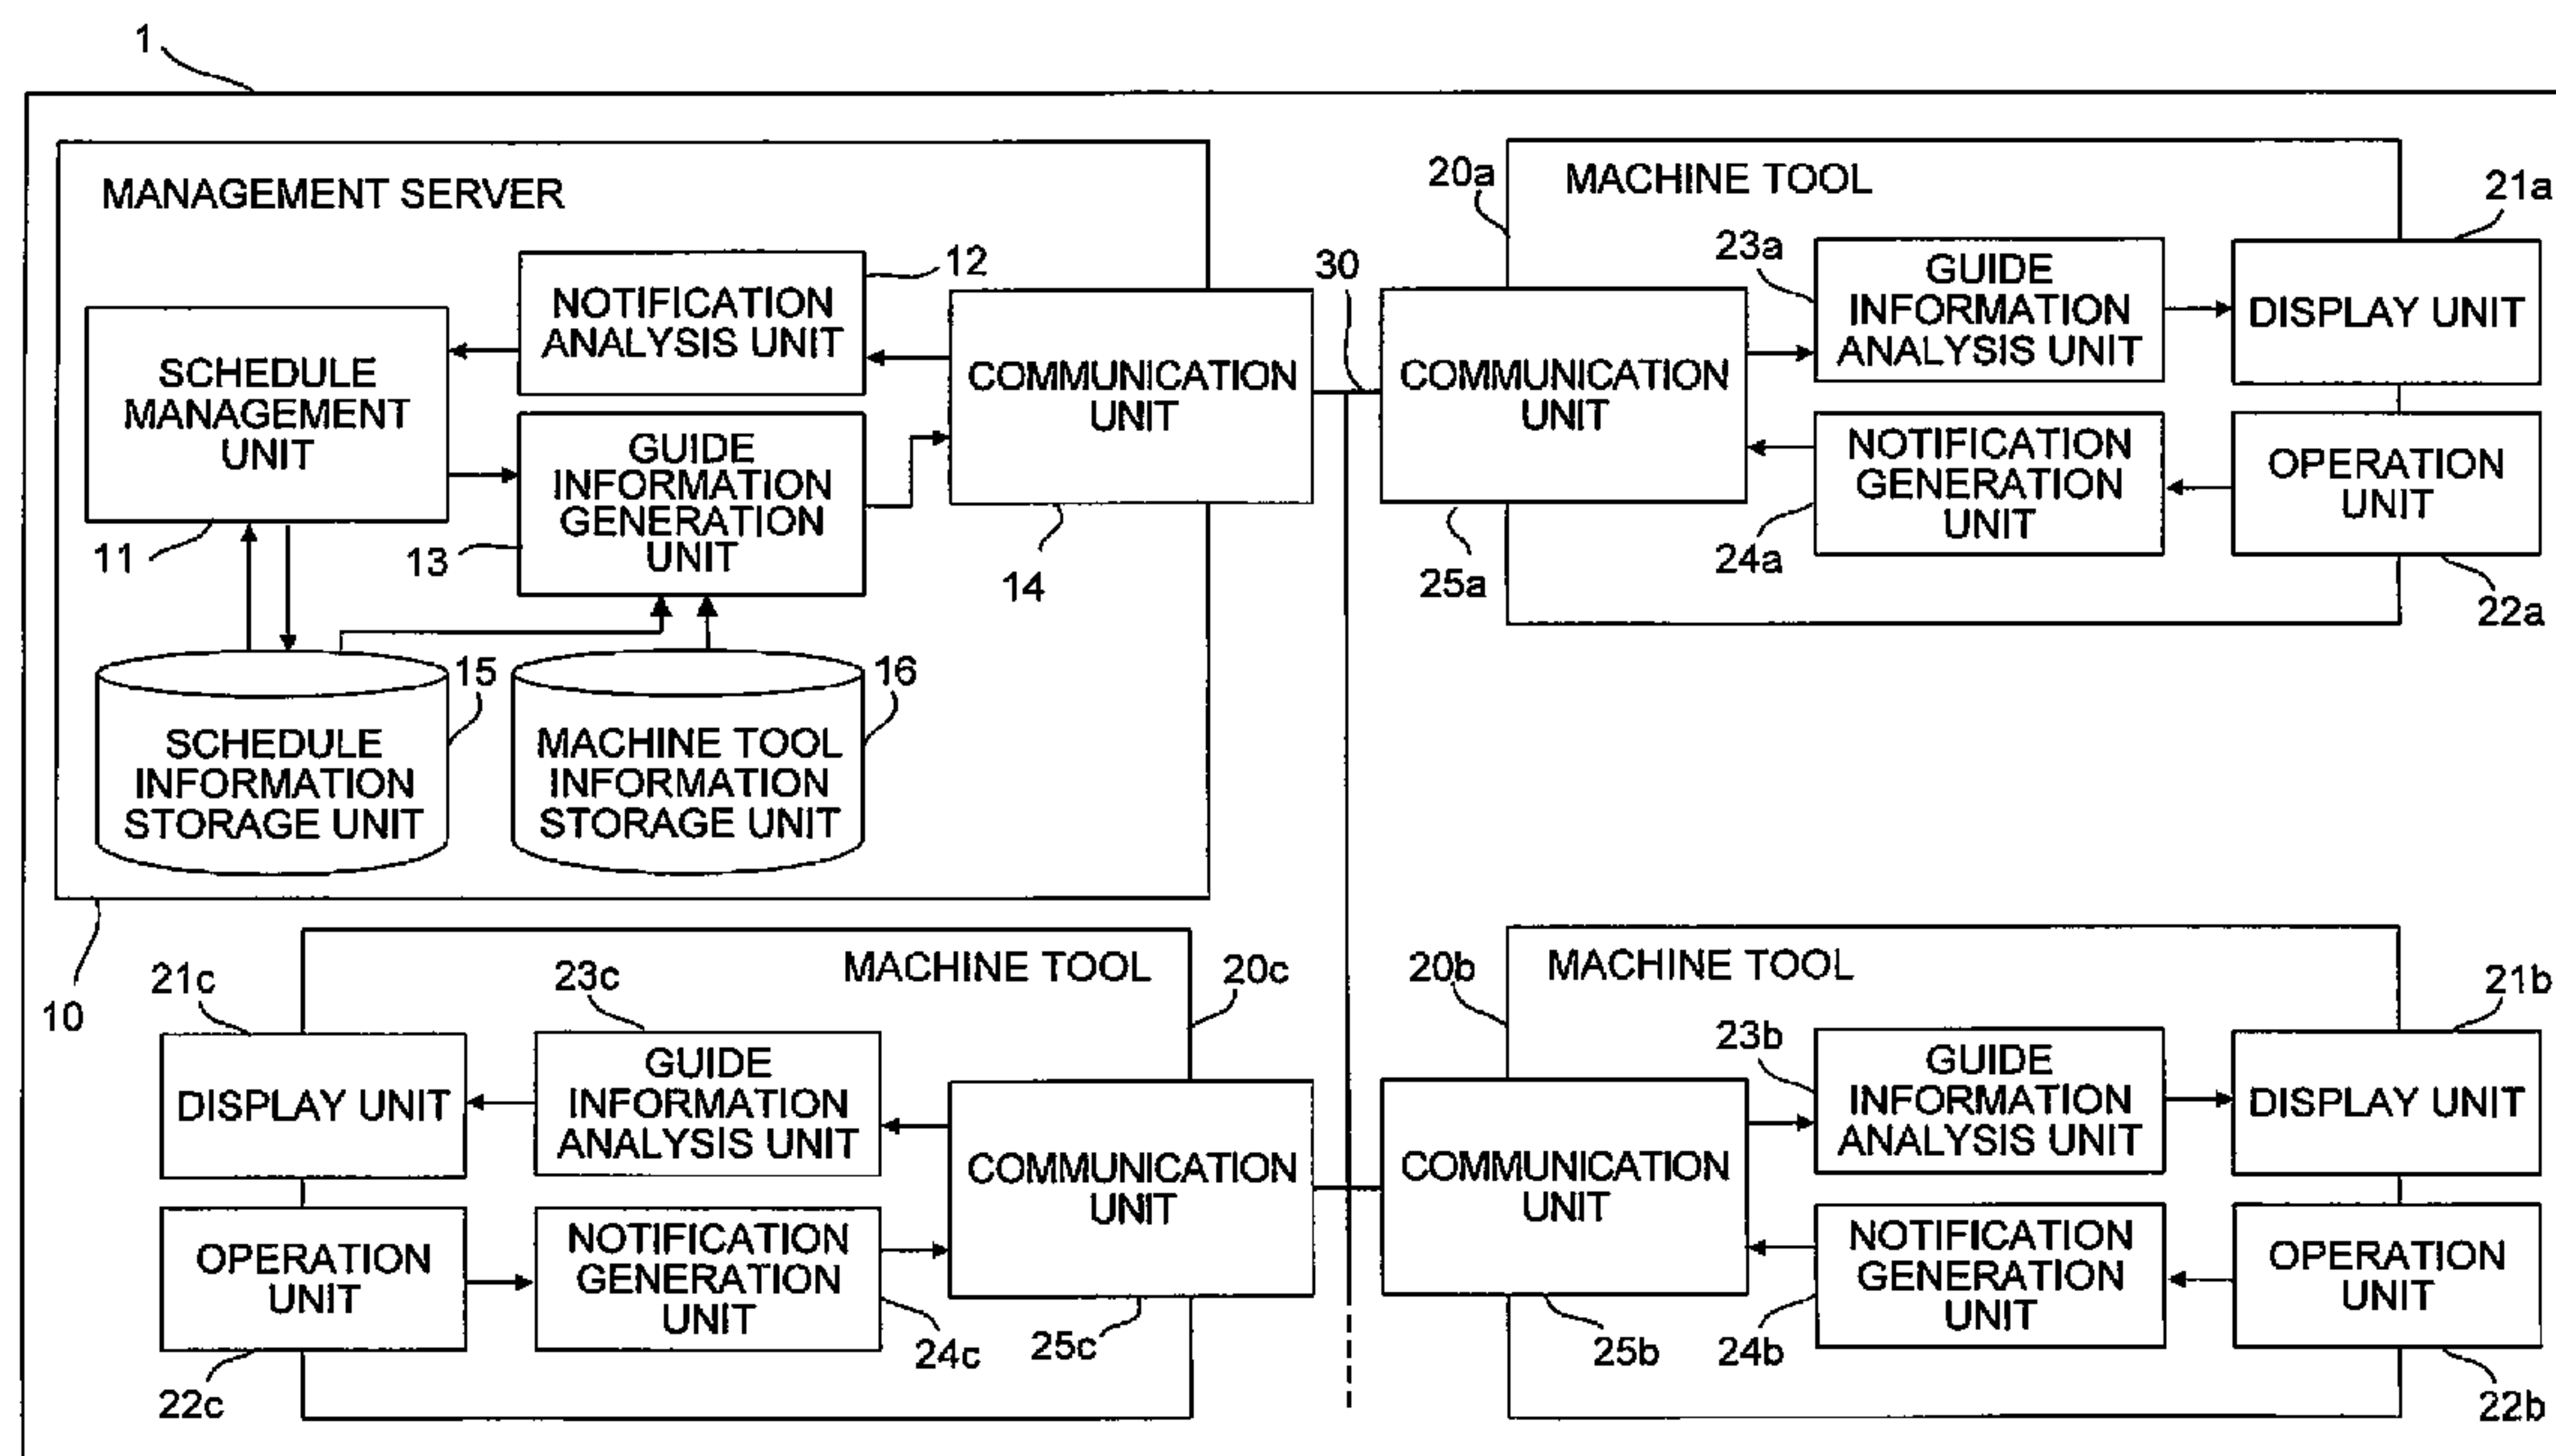 1
MANAGEMENT SERVER
12
NOTIFICATION
ANALYSIS UNIT
SCHEDULE
MANAGEMENT
UNIT
11
GUIDE
INFORMATION
GENERATION
UNIT
13
COMMUNICATION
UNIT
14
15
SCHEDULE
INFORMATION
STORAGE UNIT
16
MACHINE TOOL
INFORMATION
STORAGE UNIT
10
30
20a
MACHINE TOOL
21a
23a
GUIDE
INFORMATION
ANALYSIS UNIT
DISPLAY UNIT
COMMUNICATION
UNIT
25a
NOTIFICATION
GENERATION
UNIT
24a
OPERATION
UNIT
22a
MACHINE TOOL
20c
21c
23c
DISPLAY UNIT
GUIDE
INFORMATION
ANALYSIS UNIT
COMMUNICATION
UNIT
OPERATION
UNIT
NOTIFICATION
GENERATION
UNIT
22c
24c
25c
20b
MACHINE TOOL
21b
23b
GUIDE
INFORMATION
ANALYSIS UNIT
DISPLAY UNIT
COMMUNICATION
UNIT
NOTIFICATION
GENERATION
UNIT
OPERATION
UNIT
25b
24b
22b